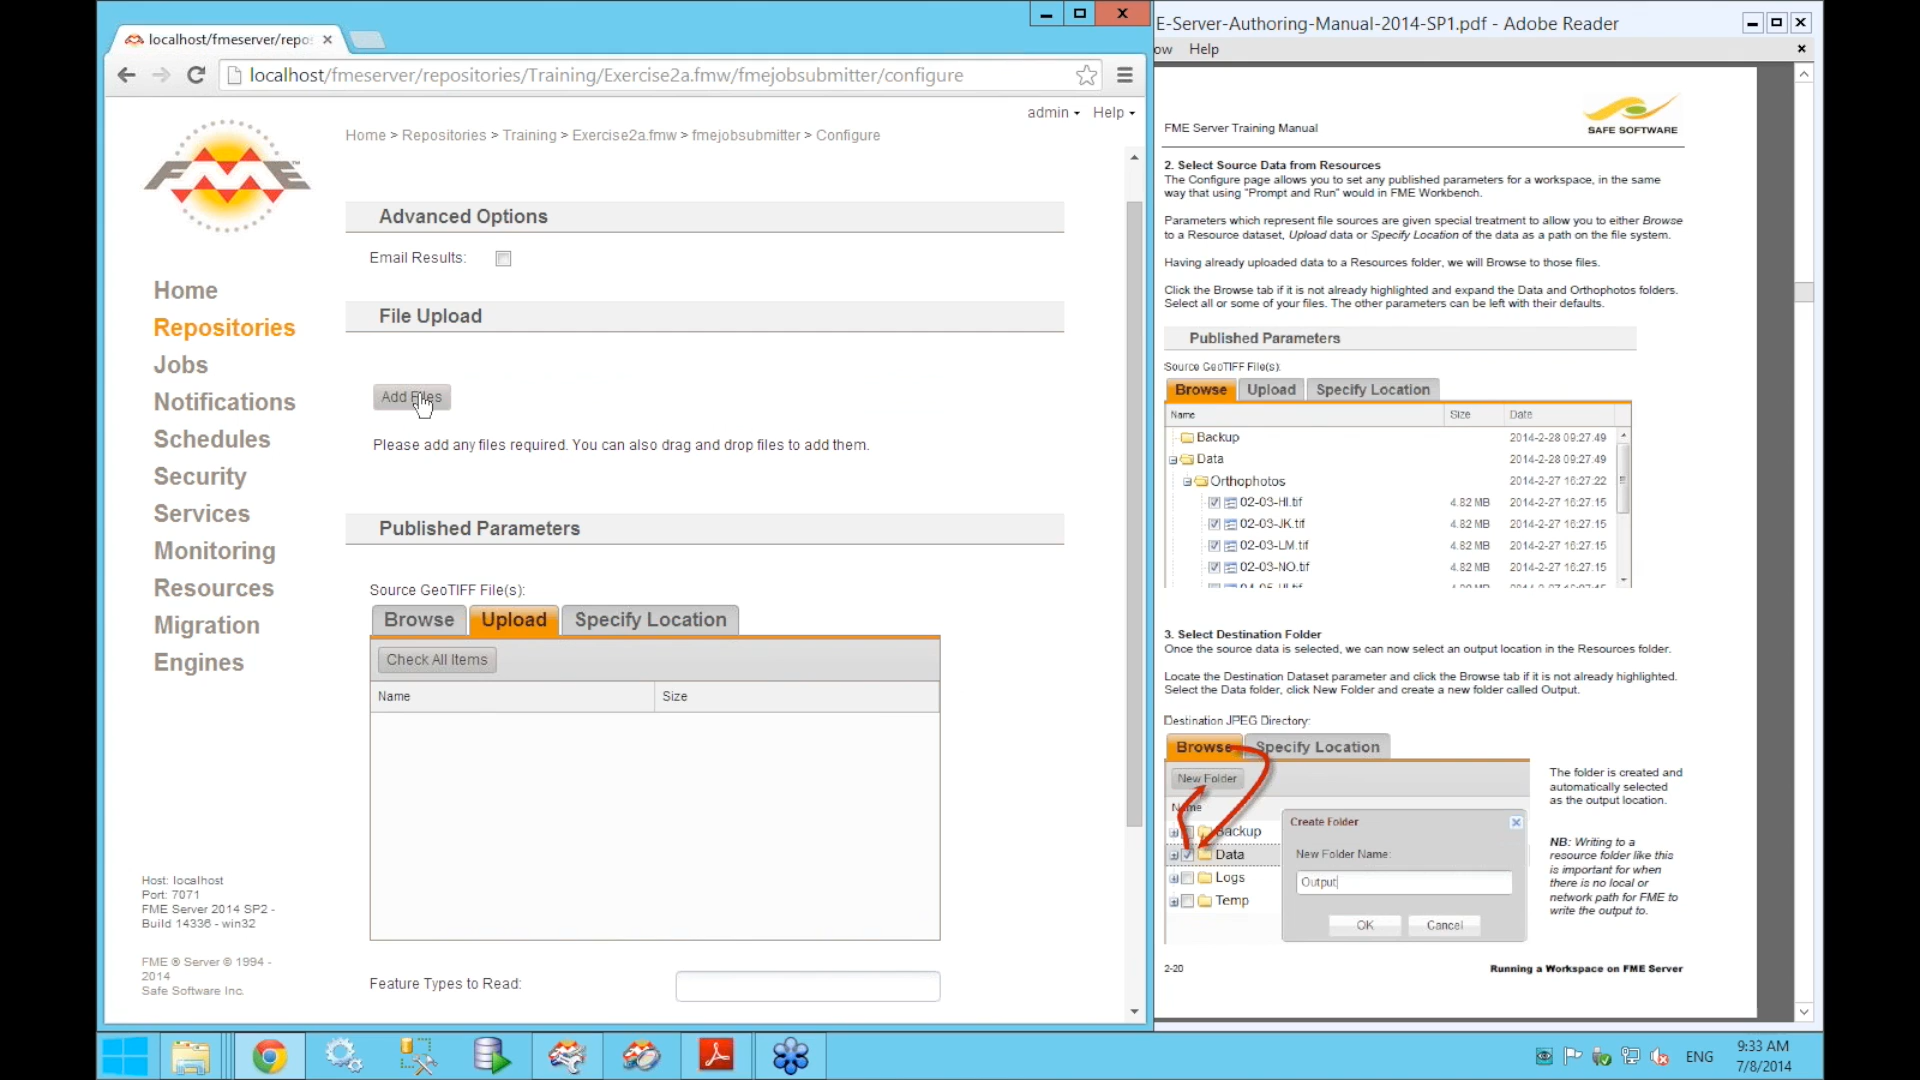 localhost/fmeserver/repo:
localhost/fmeserver/repositories/Training/Exercise2a.fmw/fmejobsubmitter/configure
admin
Help
Home > Repositories > Training > Exercise2a.fmw > fmejobsubmitter > Configure
FME
Home
Repositories
Jobs
Notifications
Schedules
Security
Services
Monitoring
Resources
Migration
Engines
Host: localhost
Port: 7071
FME Server 2014 SP2 -
Build 14336 - win32
FME ® Server © 1994 -
2014
Safe Software Inc.
Advanced Options
Email Results:
File Upload
Add Files
Please add any files required. You can also drag and drop files to add them.
Published Parameters
Source GeoTIFF File(s):
Browse
Upload
Specify Location
Check All Items
Name
Size
Feature Types to Read:
E-Server-Authoring-Manual-2014-SP1.pdf - Adobe Reader
ow
Help
FME Server Training Manual
SAFE SOFTWARE
2. Select Source Data from Resources
The Configure page allows you to set any published parameters for a workspace, in the same
way that using "Prompt and Run" would in FME Workbench.
Parameters which represent file sources are given special treatment to allow you to either Browse
to a Resource dataset, Upload data or Specify Location of the data as a path on the file system.
Having already uploaded data to a Resources folder, we will Browse to those files.
Click the Browse tab if it is not already highlighted and expand the Data and Orthophotos folders.
Select all or some of your files. The other parameters can be left with their defaults.
Published Parameters
Source GeoTIFF File(s):
Browse
Upload
Specify Location
Name
Size
Date
Backup 2014-2-28 09:27:49
Data 2014-2-28 09:27:49
Orthophotos 2014-2-27 16:27:22
02-03-HI.tif 4.82 MB 2014-2-27 16:27:15
02-03-JK.tif 4.82 MB 2014-2-27 16:27:15
02-03-LM.tif 4.82 MB 2014-2-27 16:27:15
02-03-NO.tif 4.82 MB 2014-2-27 16:27:15
3. Select Destination Folder
Once the source data is selected, we can now select an output location in the Resources folder.
Locate the Destination Dataset parameter and click the Browse tab if it is not already highlighted.
Select the Data folder, click New Folder and create a new folder called Output.
Destination JPEG Directory:
Browse
Specify Location
New Folder
Name
Backup
Data
Logs
Temp
Create Folder
New Folder Name:
Output
OK
Cancel
The folder is created and
automatically selected
as the output location.
NB: Writing to a
resource folder like this
is important for when
there is no local or
network path for FME to
write the output to.
2-20
Running a Workspace on FME Server
ENG
9:33 AM
7/8/2014